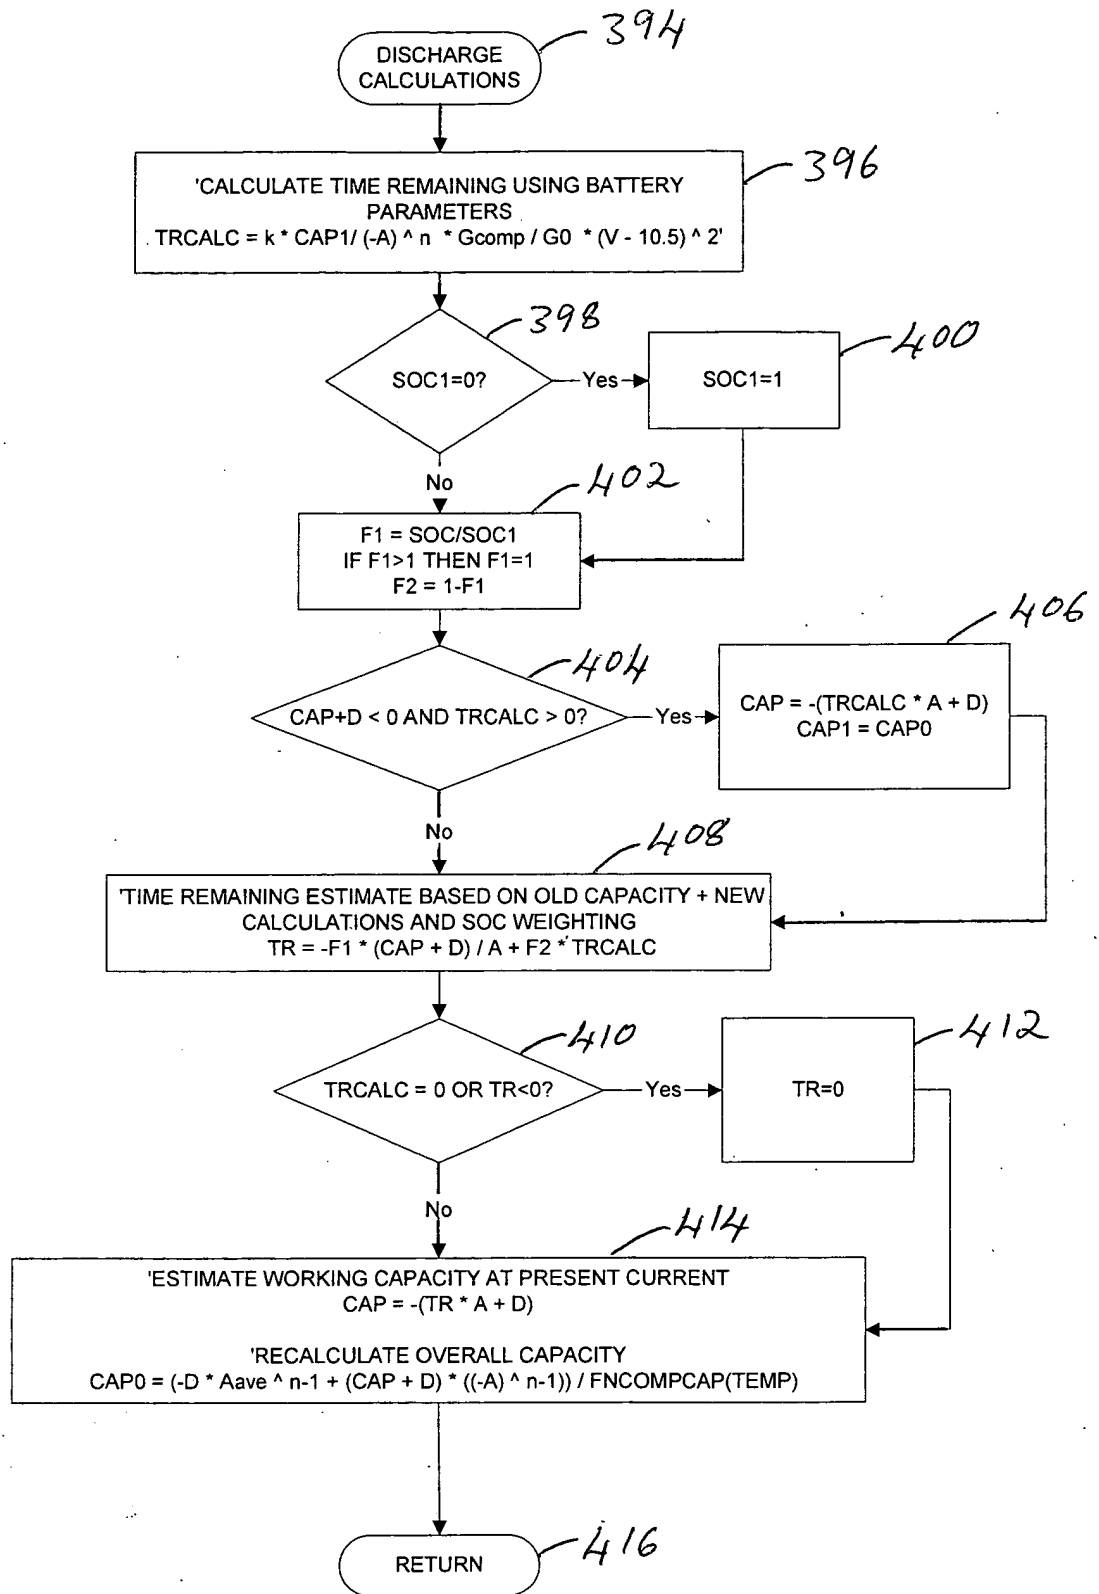 394
DISCHARGE
CALCULATIONS
396
'CALCULATE TIME REMAINING USING BATTERY
PARAMETERS
TRCALC = k * CAP1/ (-A) ^ n * Gcomp / G0 * (V - 10.5) ^ 2'
398
400
SOC1=0?
Yes
SOC1=1
No
402
F1 = SOC/SOC1
IF F1>1 THEN F1=1
F2 = 1-F1
406
404
CAP+D < 0 AND TRCALC > 0?
Yes
CAP = -(TRCALC * A + D)
CAP1 = CAP0
No
408
'TIME REMAINING ESTIMATE BASED ON OLD CAPACITY + NEW
CALCULATIONS AND SOC WEIGHTING
TR = -F1 * (CAP + D) / A + F2 * TRCALC
410
412
TRCALC = 0 OR TR<0?
Yes
TR=0
No
414
'ESTIMATE WORKING CAPACITY AT PRESENT CURRENT
CAP = -(TR * A + D)
'RECALCULATE OVERALL CAPACITY
CAP0 = (-D * Aave ^ n-1 + (CAP + D) * ((-A) ^ n-1)) / FNCOMPCAP(TEMP)
RETURN
416